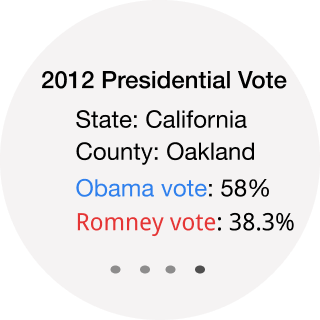 2012 Presidential Vote
State: California
County: Oakland
Obama vote: 58%
Romney vote: 38.3%